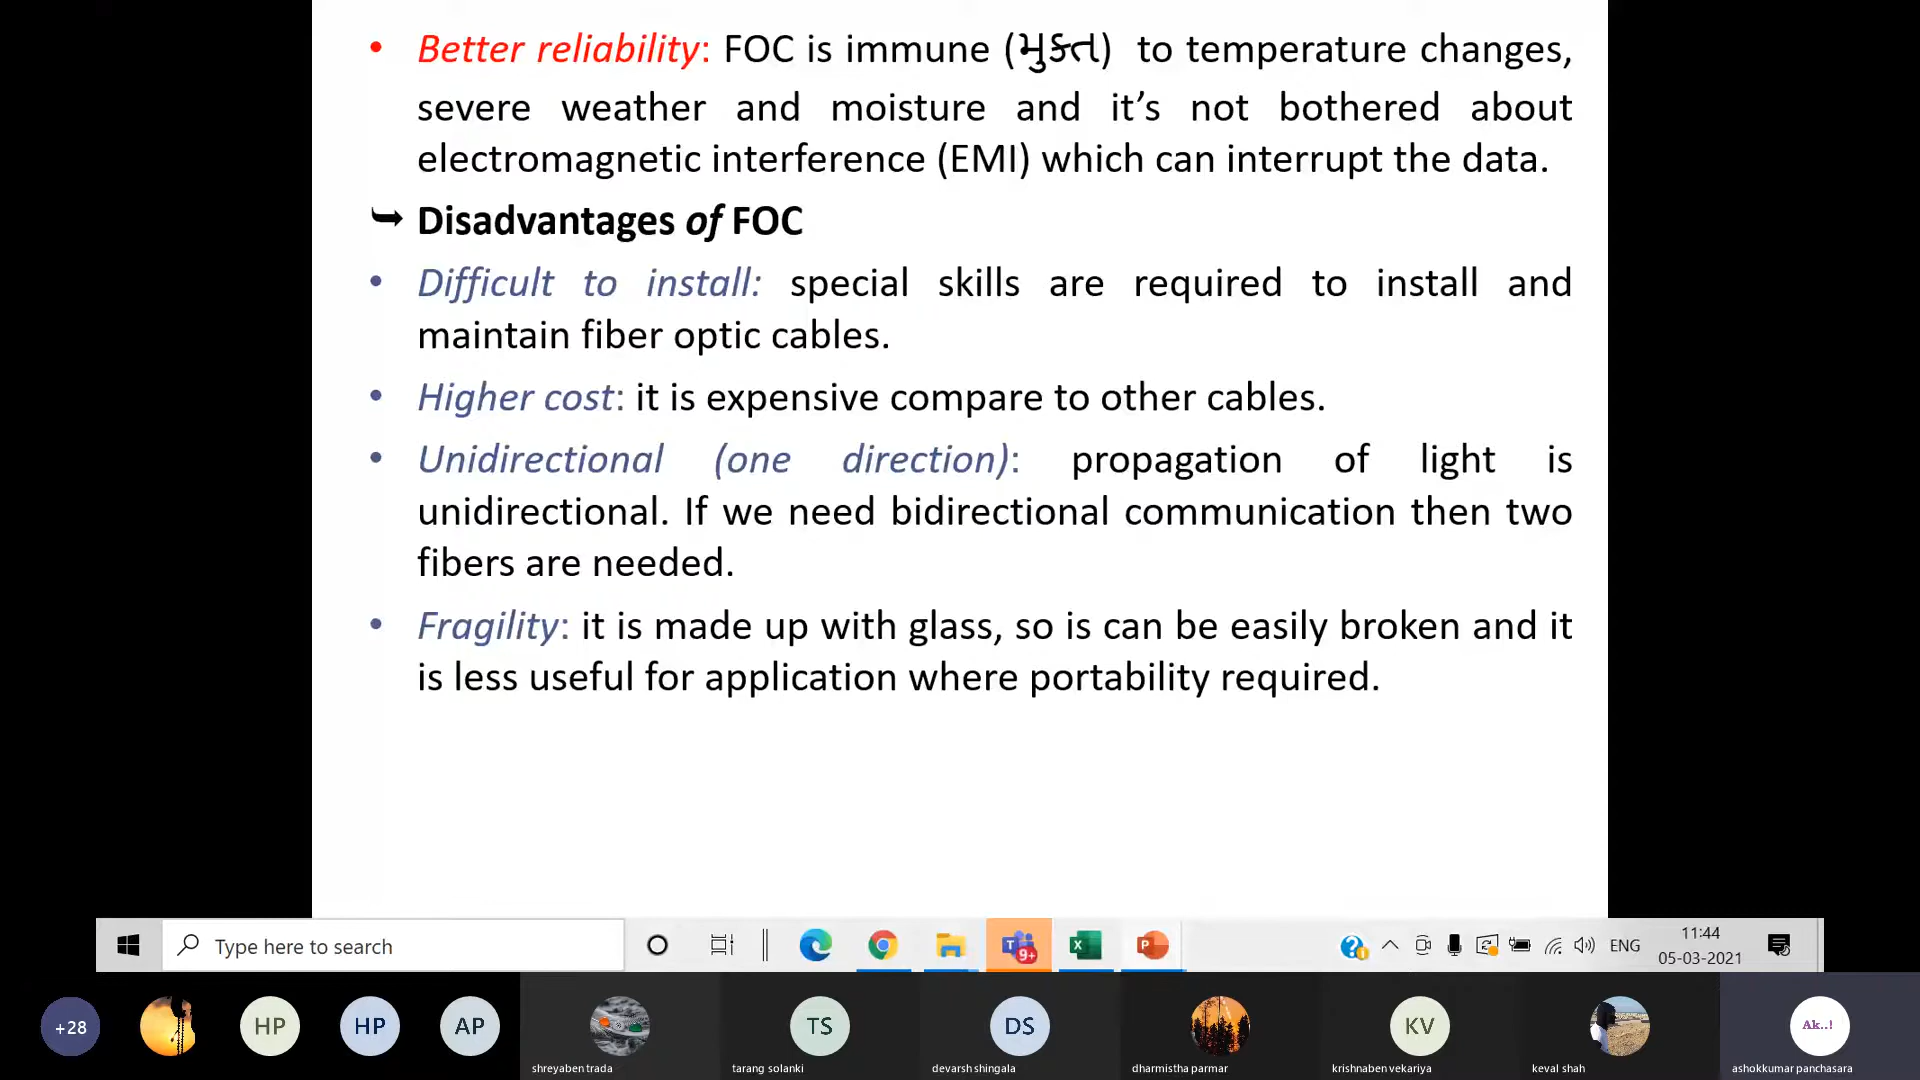 • Better reliability: FOC is immune (મુક્ત) to temperature changes,
severe weather and moisture and it’s not bothered about
electromagnetic interference (EMI) which can interrupt the data.
➥ Disadvantages of FOC
• Difficult to install: special skills are required to install and
maintain fiber optic cables.
• Higher cost: it is expensive compare to other cables.
• Unidirectional (one direction): propagation of light is
unidirectional. If we need bidirectional communication then two
fibers are needed.
• Fragility: it is made up with glass, so is can be easily broken and it
is less useful for application where portability required.
Type here to search
9+
ENG
11:44
05-03-2021
+28
HP
HP
AP
TS
DS
KV
Ak..!
shreyaben trada
tarang solanki
devarsh shingala
dharmistha parmar
krishnaben vekariya
keval shah
ashokkumar panchasara